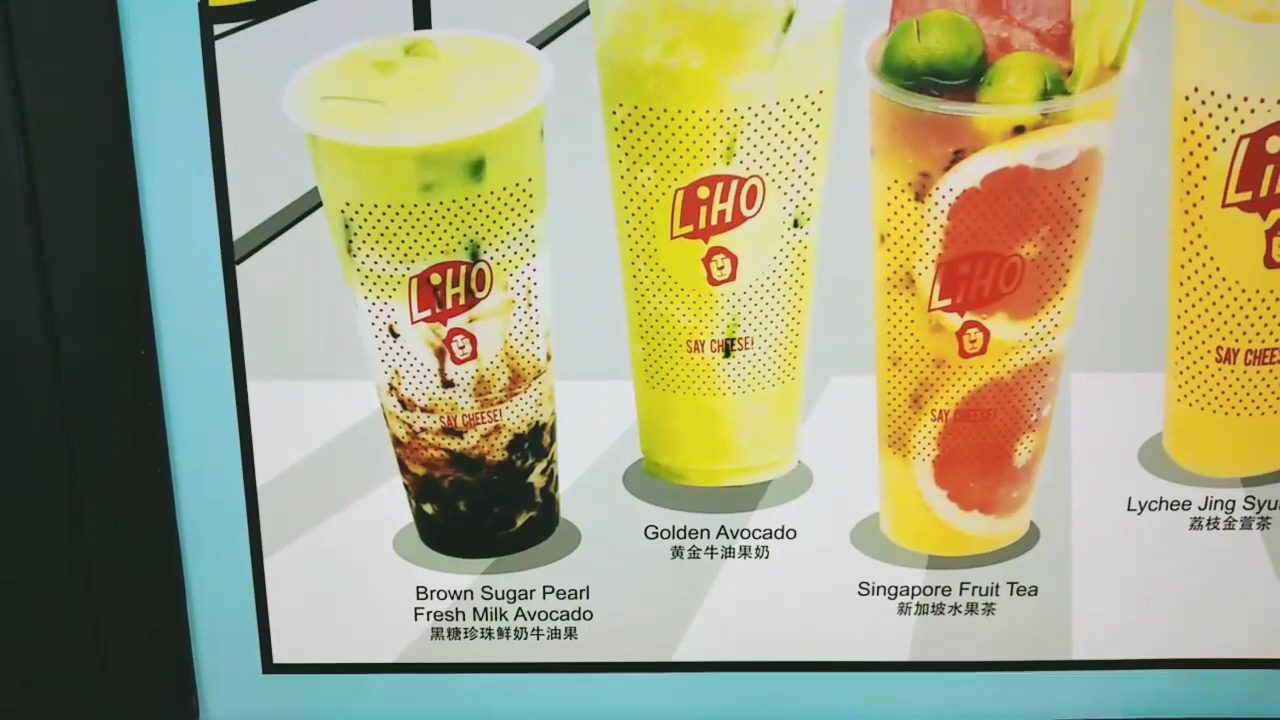 LiHO
SAY CHEESE!
Brown Sugar Pearl
Fresh Milk Avocado
黑糖珍珠鲜奶牛油果
LiHO
SAY CHEESE!
Golden Avocado
黄金牛油果奶
LiHO
SAY CHEESE!
Singapore Fruit Tea
新加坡水果茶
SAY CHEESE
Lychee Jing
荔枝金萱茶